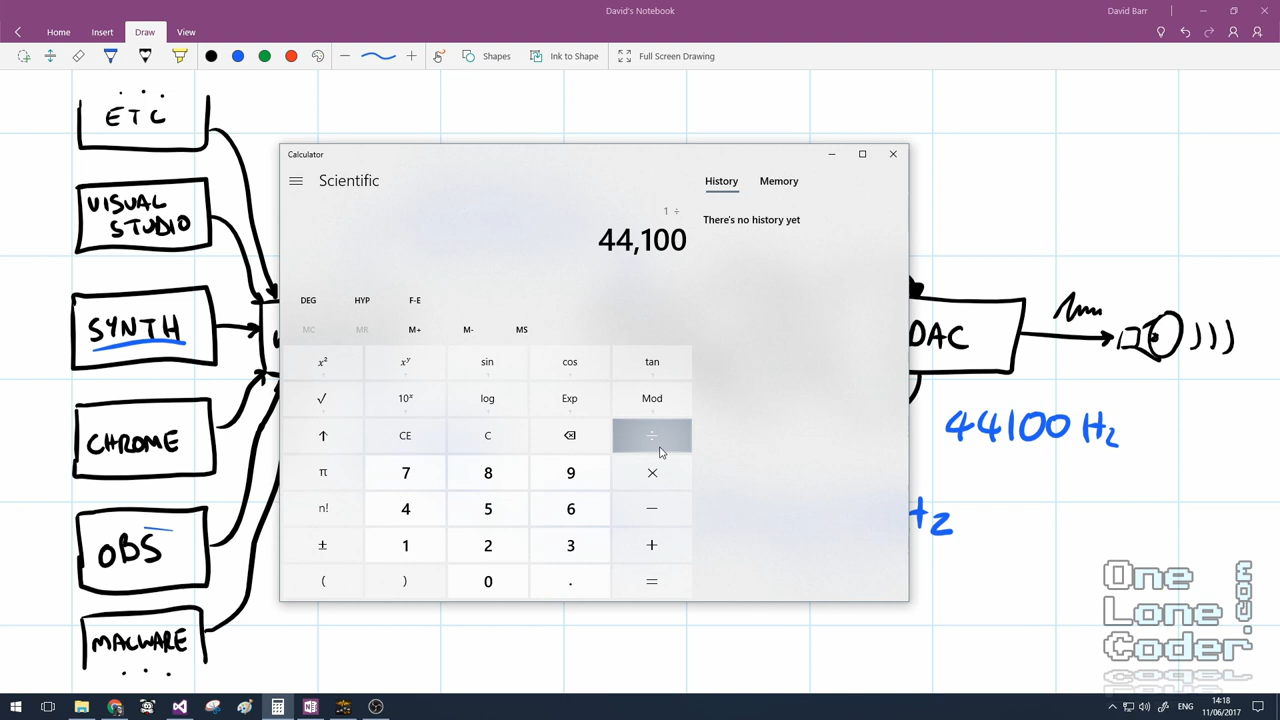 David's Notebook
David Barr
Home
Insert
Draw
View
Shapes
Ink to Shape
Full Screen Drawing
ETC
VISUAL
STUDIO
SYNTH
CHROME
OBS
MALWARE
Calculator
Scientific
History
Memory
1 ÷
There's no history yet
44,100
DEG
HYP
F-E
MC
MR
M+
M-
MS
x²
xʸ
sin
cos
tan
√
10ˣ
log
Exp
Mod
↑
CE
C
÷
π
7
8
9
×
n!
4
5
6
−
±
1
2
3
+
(
)
0
.
=
DAC
44100 Hz
Hz
One
Lone
Coder
.com
ENG
14:18
11/06/2017